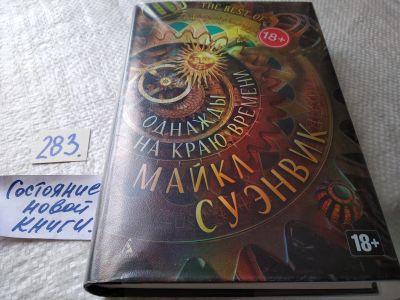 THE BEST OF
18+
ОДНАЖДЫ
НА КРАЮ ВРЕМЕНИ
МАЙКЛ
СУЭНВИК
18+
283.
Состояние
новой
книги.